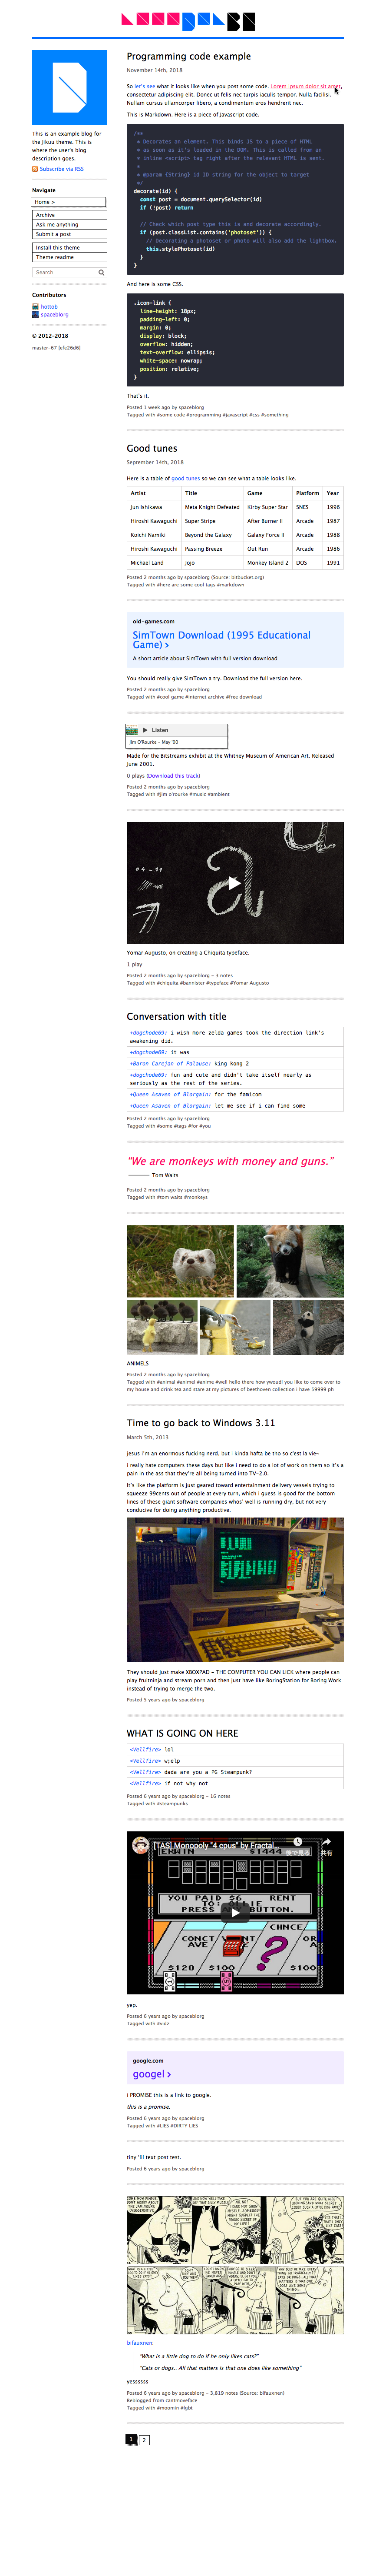 Programming code example
November 14th, 2018
This is an example blog for
the Jikuu theme. This is
where the user's blog
description goes.
Subscribe via RSS
Navigate
Home >
Archive
Ask me anything
Submit a post
Install this theme
Theme readme
Search
Contributors
hottob
spaceblorg
© 2012–2018
So let's see what it looks like when you post some code. Lorem ipsum dolor sit amet,
consectetur adipiscing elit. Donec ut felis nec turpis iaculis tempor. Nulla facilisi.
Nullam cursus ullamcorper libero, a condimentum eros hendrerit nec.
This is Markdown. Here is a piece of Javascript code.
/**
* Decorates an element. This binds JS to a piece of HTML
* as soon as it's loaded in the DOM. This is called from an
* inline <script> tag right after the relevant HTML is sent.
*
* @param {String} id ID string for the object to target
*/
decorate(id) {
const post = document.querySelector(id)
if (!post) return
// Check which post type this is and decorate accordingly.
if (post.classList.contains('photoset')) {
// Decorating a photoset or photo will also add the lightbox.
this.stylePhotoset(id)
}
}
And here is some CSS.
.icon-link {
line-height: 18px;
padding-left: 0;
margin: 0;
display: block;
overflow: hidden;
text-overflow: ellipsis;
white-space: nowrap;
position: relative;
}
That's it.
Posted 1 week ago by spaceblorg
Tagged with #some code #programming #javascript #css #something
Good tunes
September 14th, 2018
Here is a table of good tunes so we can see what a table looks like.
Artist Title Game Platform Year
Jun Ishikawa Meta Knight Defeated Kirby Super Star SNES 1996
Hiroshi Kawaguchi Super Stripe After Burner II Arcade 1987
Koichi Namiki Beyond the Galaxy Galaxy Force II Arcade 1988
Hiroshi Kawaguchi Passing Breeze Out Run Arcade 1986
Michael Land Jojo Monkey Island 2 DOS 1991
Posted 2 months ago by spaceblorg (Source: bitbucket.org)
Tagged with #here are some cool tags #markdown
old-games.com
SimTown Download (1995 Educational
Game) ›
A short article about SimTown with full version download
You should really give SimTown a try. Download the full version here.
Posted 2 months ago by spaceblorg
Tagged with #cool game #internet archive #free download
Listen
Jim O'Rourke – May '00
Made for the Bitstreams exhibit at the Whitney Museum of American Art. Released
June 2001.
0 plays (Download this track)
Posted 2 months ago by spaceblorg
Tagged with #jim o'rourke #music #ambient
a
Yomar Augusto, on creating a Chiquita typeface.
1 play
Posted 2 months ago by spaceblorg – 3 notes
Tagged with #chiquita #bannister #typeface #Yomar Augusto
Conversation with title
+dogchode69: i wish more zelda games took the direction link's
awakening did.
+dogchode69: it was
+Baron Carejan of Palause: king kong 2
+dogchode69: fun and cute and didn't take itself nearly as
seriously as the rest of the series.
+Queen Asaven of Blorgain: for the famicom
+Queen Asaven of Blorgain: let me see if i can find some
Posted 2 months ago by spaceblorg
Tagged with #some #tags #for #you
“We are monkeys with money and guns.”
Tom Waits
Posted 2 months ago by spaceblorg
Tagged with #tom waits #monkeys
ANIMELS
Posted 2 months ago by spaceblorg
Tagged with #animal #animel #anime #well hello there how ywoudl you like to come over to
my house and drink tea and stare at my pictures of beethoven collection i have 59999 ph
Time to go back to Windows 3.11
March 5th, 2013
jesus i'm an enormous fucking nerd, but i kinda hafta be tho so c'est la vie~
i really hate computers these days but like i need to do a lot of work on them so it's a
pain in the ass that they're all being turned into TV-2.0.
It's like the platform is just geared toward entertainment delivery vessels trying to
squeeze 99cents out of people at every turn, which i guess is good for the bottom
lines of these giant software companies whos' well is running dry, but not very
conducive for doing anything productive.
They should just make XBOXPAD – THE COMPUTER YOU CAN LICK where people can
play fruitninja and stream porn and then just have like BoringStation for Boring Work
instead of trying to merge the two.
Posted 5 years ago by spaceblorg
WHAT IS GOING ON HERE
<Vellfire> lol
<Vellfire> w;elp
<Vellfire> dada are you a PG Steampunk?
<Vellfire> if not why not
Posted 6 years ago by spaceblorg – 16 notes
Tagged with #steampunks
[TAS] Monopoly "4 cpus" by Fractal...
後で見る
共有
YOU PAID $6 RENT
CHNCE
$120 $100 $100
yep.
Posted 6 years ago by spaceblorg
Tagged with #vidz
google.com
googel ›
i PROMISE this is a link to google.
this is a promise.
Posted 6 years ago by spaceblorg
Tagged with #LIES #DIRTY LIES
tiny 'lil text post test.
Posted 6 years ago by spaceblorg
bifauxnen:
“What is a little dog to do if he only likes cats?”
“Cats or dogs.. All that matters is that one does like something”
yesssssss
Posted 6 years ago by spaceblorg – 3,819 notes (Source: bifauxnen)
Reblogged from cantmoveface
Tagged with #moomin #lgbt
1 2